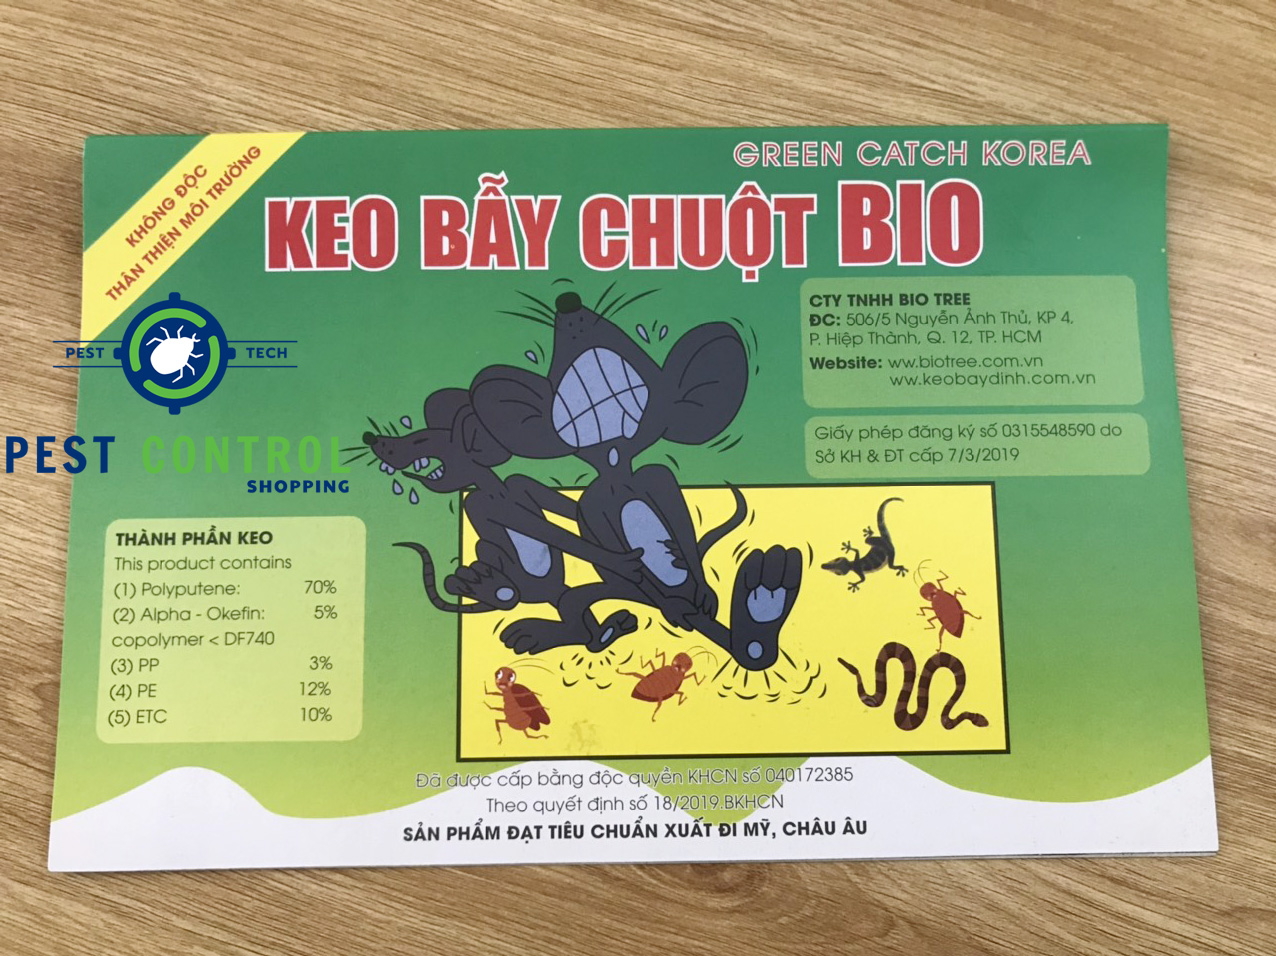 GREEN CATCH KOREA
KHÔNG ĐỘC
THÂN THIỆN MÔI TRƯỜNG
KEO BẪY CHUỘT BIO
CTY TNHH BIO TREE
ĐC: 506/5 Nguyễn Ảnh Thủ, KP 4,
P. Hiệp Thành, Q. 12, TP. HCM
Website: ww.biotree.com.vn
ww.keobaydinh.com.vn
Giấy phép đăng ký số 0315548590 do
Sở KH & ĐT cấp 7/3/2019
PEST TECH
PEST CONTROL
SHOPPING
THÀNH PHẦN KEO
This product contains
(1) Polyputene: 70%
(2) Alpha - Okefin: 5%
copolymer < DF740
(3) PP 3%
(4) PE 12%
(5) ETC 10%
Đã được cấp bằng độc quyền KHCN số 040172385
Theo quyết định số 18/2019.BKHCN
SẢN PHẨM ĐẠT TIÊU CHUẨN XUẤT ĐI MỸ, CHÂU ÂU